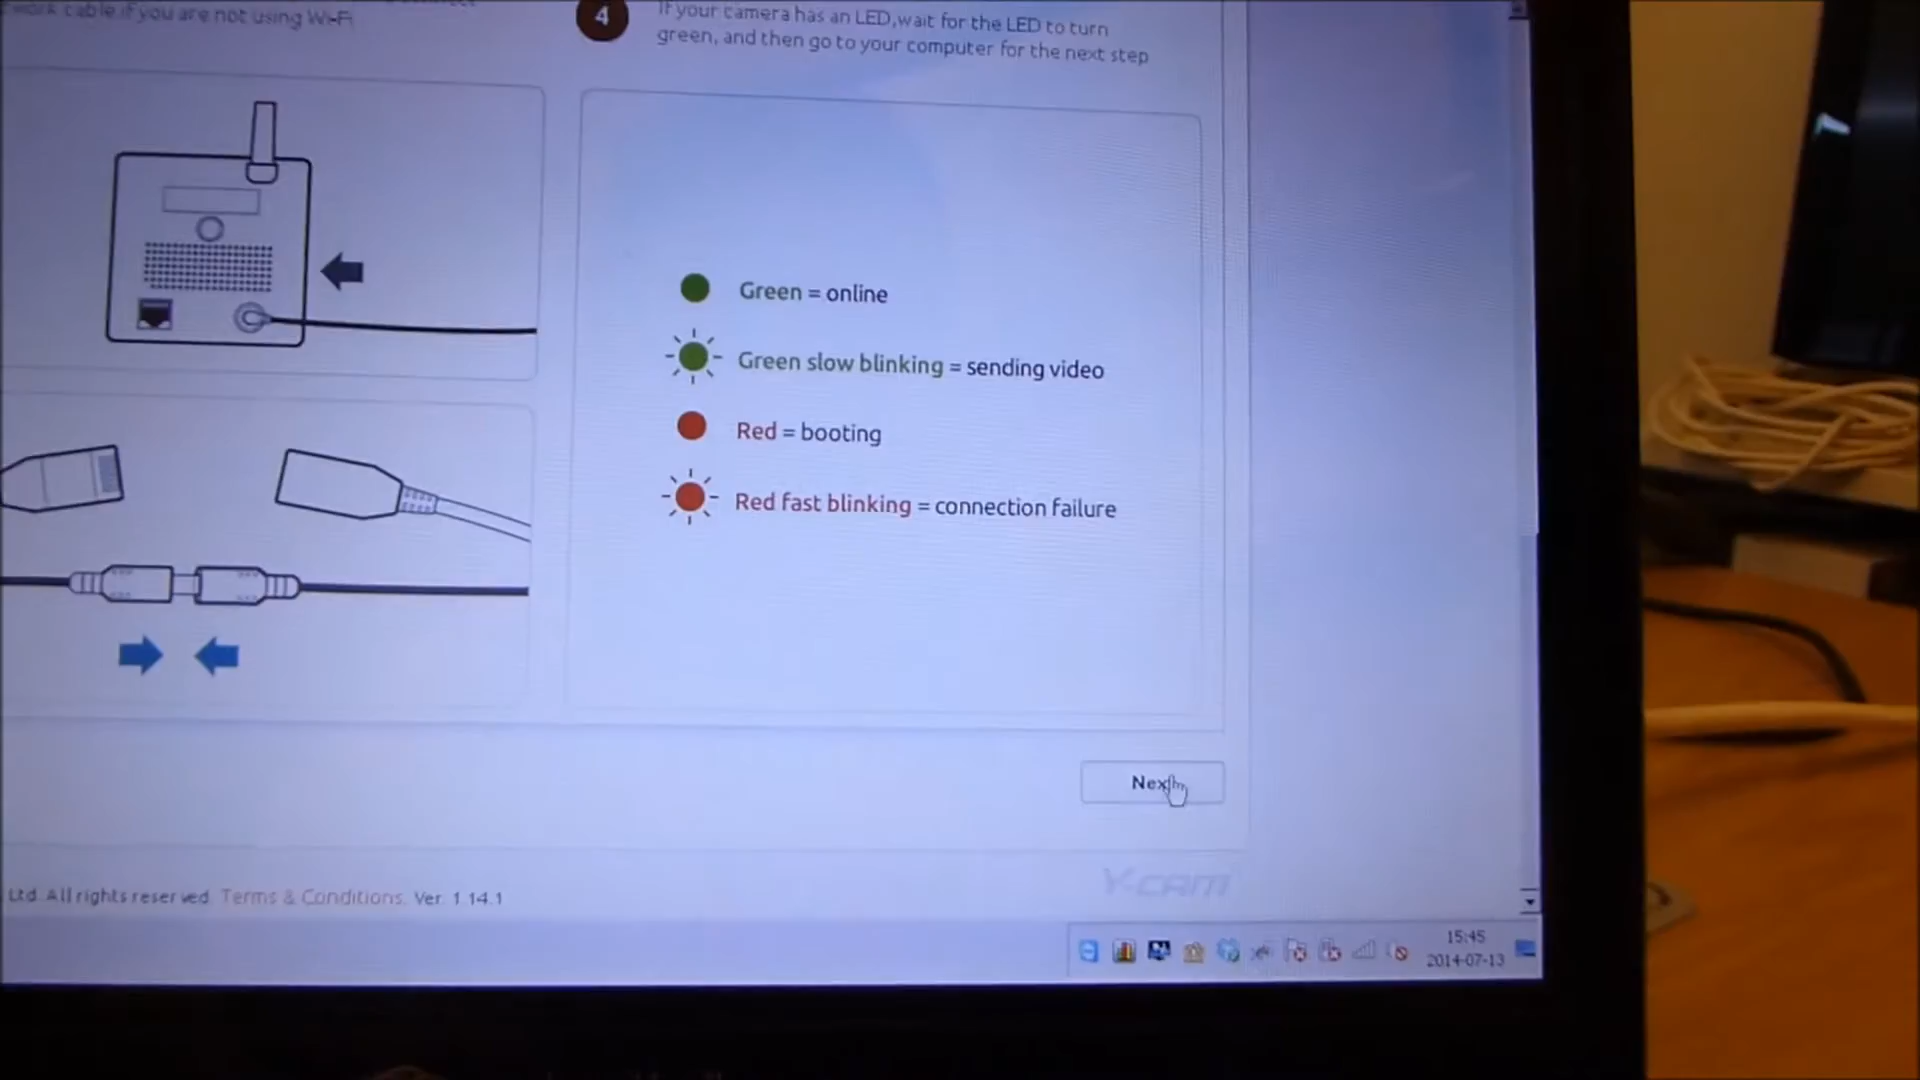 work cable if you are not using Wi-Fi
4
If your camera has an LED,wait for the LED to turn
green, and then go to your computer for the next step
Green = online
Green slow blinking = sending video
Red = booting
Red fast blinking = connection failure
Next
Ltd. All rights reserved. Terms & Conditions. Ver. 1.14.1
Y-cam
15:45
2014-07-13